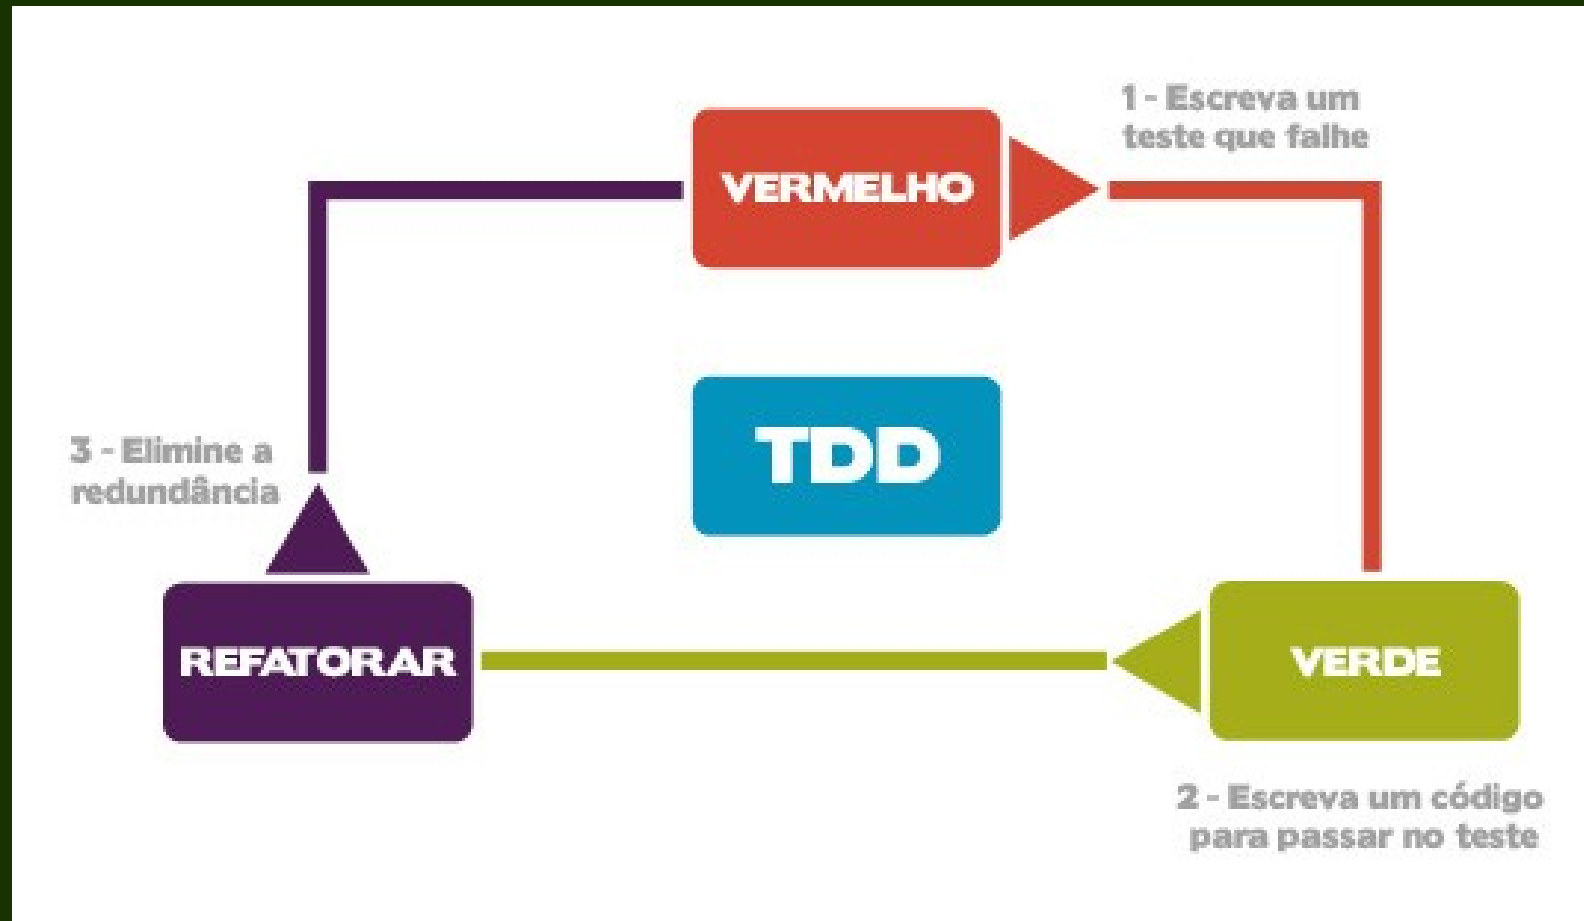 1 - Escreva um
teste que falhe
VERMELHO
TDD
3 - Elimine a
redundância
REFATORAR
VERDE
2 - Escreva um código
para passar no teste